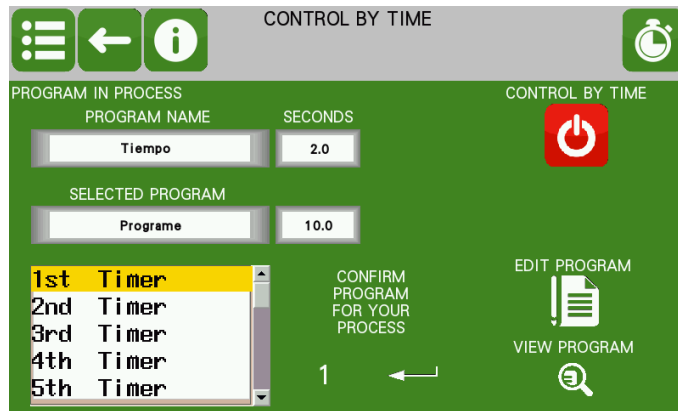 CONTROL BY TIME
PROGRAM IN PROCESS
CONTROL BY TIME
PROGRAM NAME
SECONDS
Tiempo
2.0
SELECTED PROGRAM
Programe
10.0
1st Timer
2nd Timer
3rd Timer
4th Timer
5th Timer
CONFIRM
PROGRAM
FOR YOUR
PROCESS
1
EDIT PROGRAM
VIEW PROGRAM